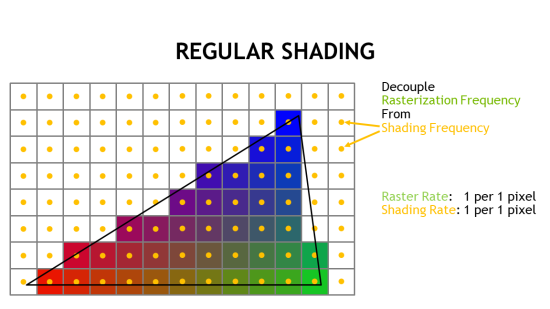 REGULAR SHADING
Decouple
Rasterization Frequency
From
Shading Frequency
Raster Rate: 1 per 1 pixel
Shading Rate: 1 per 1 pixel